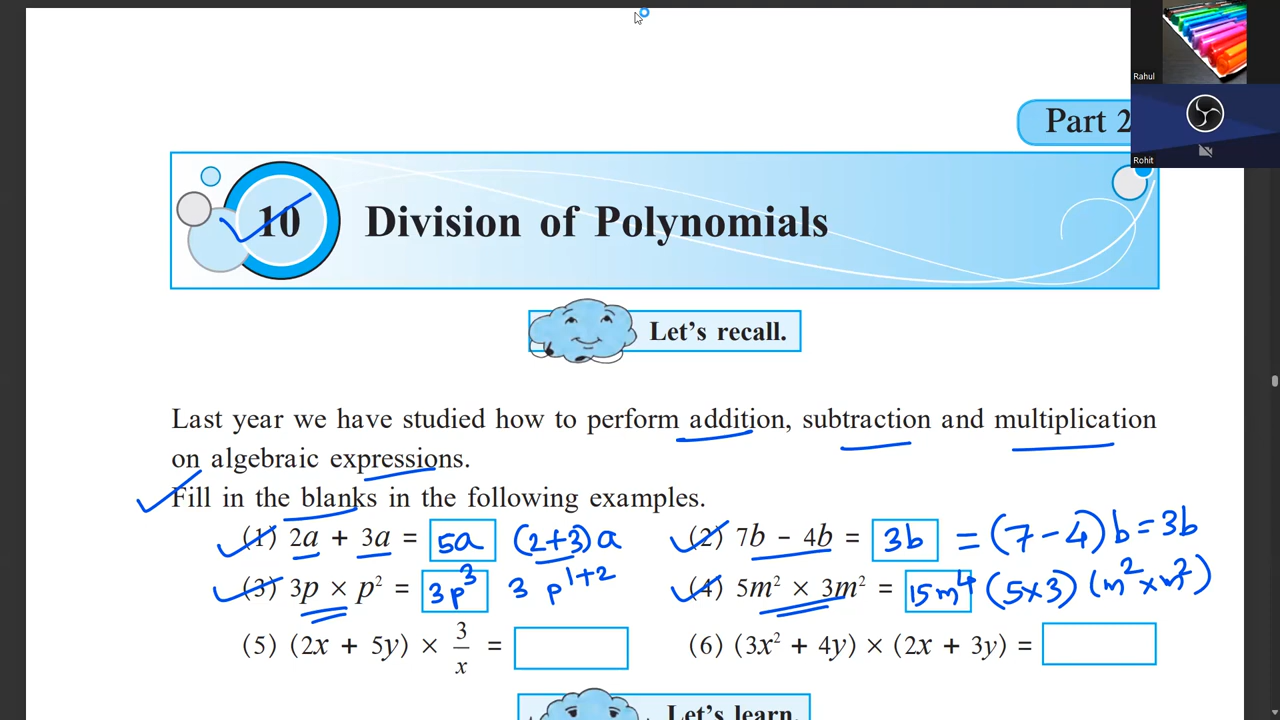 Rahul
Part 2
Rohit
10 Division of Polynomials
Let's recall.
Last year we have studied how to perform addition, subtraction and multiplication
on algebraic expressions.
Fill in the blanks in the following examples.
(1) 2a + 3a = 5a (2+3)a
(2) 7b − 4b = 3b = (7−4)b = 3b
(3) 3p × p² = 3p³ 3 p¹⁺²
(4) 5m² × 3m² = 15m⁴ (5×3) (m² × m²)
(5) (2x + 5y) × 3/x =
(6) (3x² + 4y) × (2x + 3y) =
Let's learn.